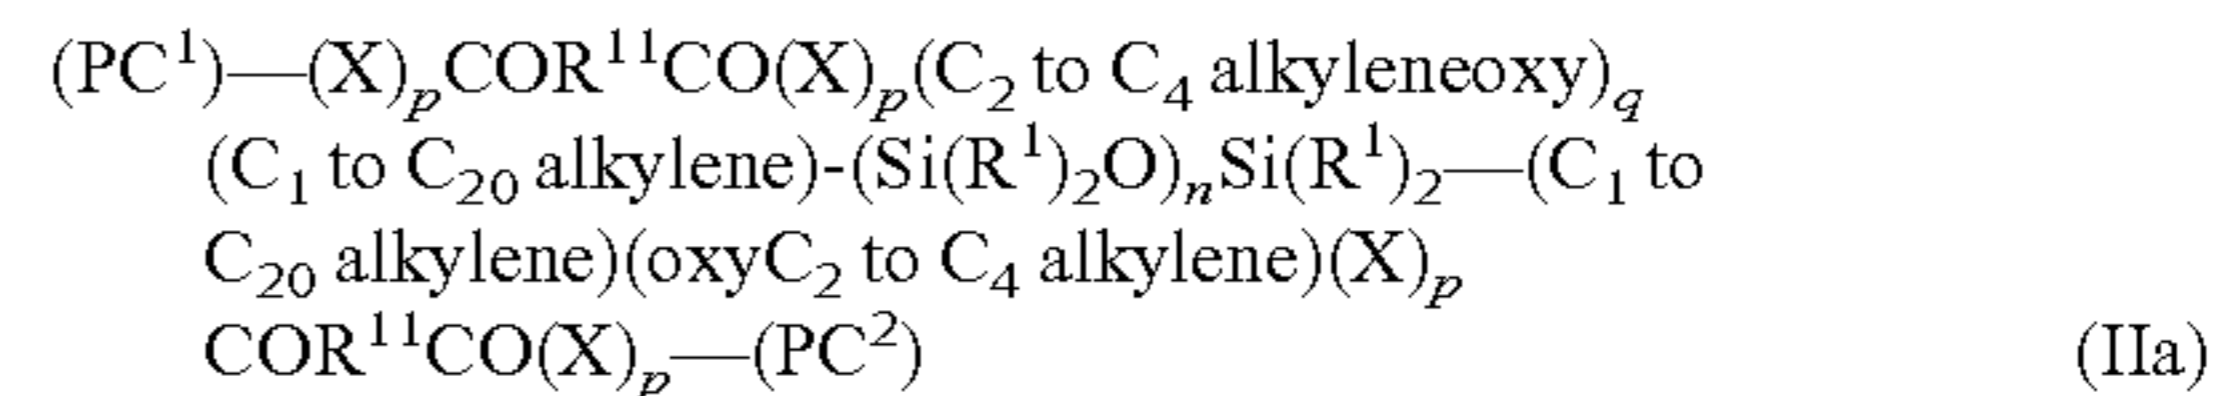 (PC¹)—(X)ₚCOR¹¹CO(X)ₚ(C₂ to C₄ alkyleneoxy)_q
(C₁ to C₂₀ alkylene)-(Si(R¹)₂O)ₙSi(R¹)₂—(C₁ to
C₂₀ alkylene)(oxyC₂ to C₄ alkylene)(X)ₚ
COR¹¹CO(X)ₚ—(PC²) (IIa)